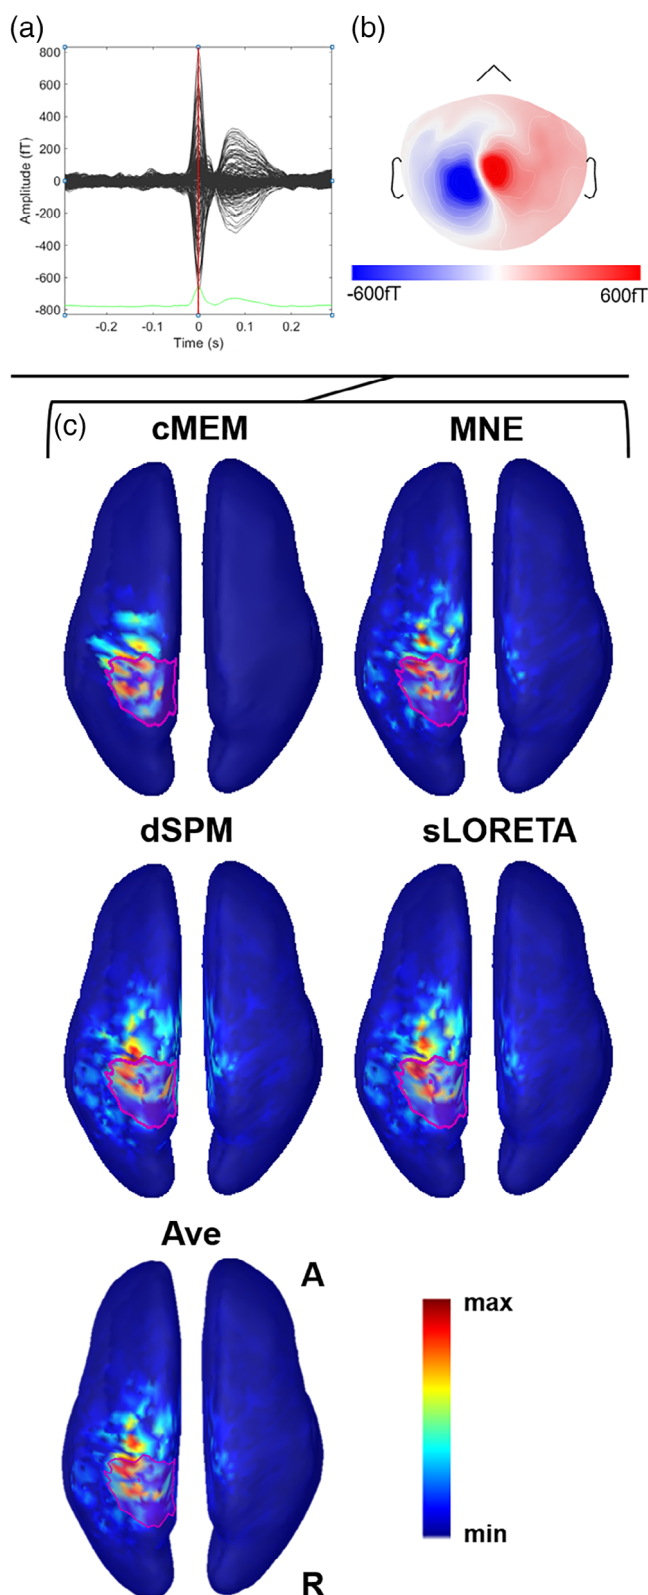 (a)
800
600
400
200
0
-200
-400
-600
-800
Amplitude (fT)
-0.2 -0.1 0 0.1 0.2
Time (s)
(b)
-600fT 600fT
(c)
cMEM MNE
dSPM sLORETA
Ave
A
R
max
min